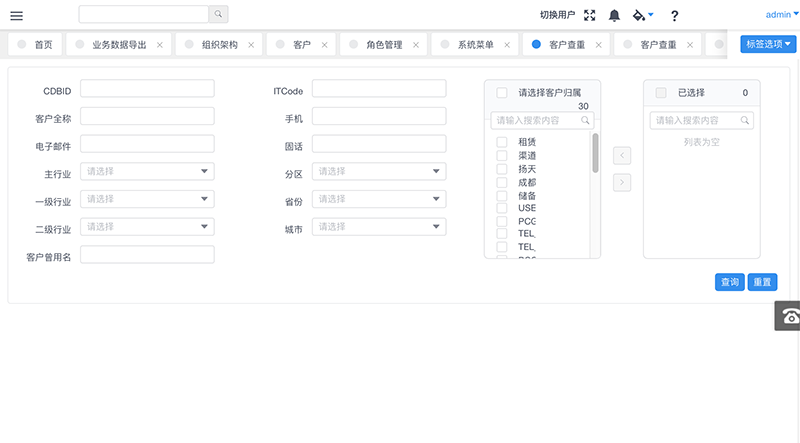 切换用户 ? admin
首页 业务数据导出 组织架构 客户 角色管理 系统菜单 客户查重 客户查重 标签选项
CDBID ITCode
请选择客户归属 30
已选择 0
客户全称 手机
请输入搜索内容 请输入搜索内容
电子邮件 固话
列表为空
主行业 请选择 分区 请选择
一级行业 请选择 省份 请选择
二级行业 请选择 城市 请选择
客户曾用名
租赁
渠道
扬天
成都
储备
USE
PCG
TEL
TEL
< 
>
查询 重置